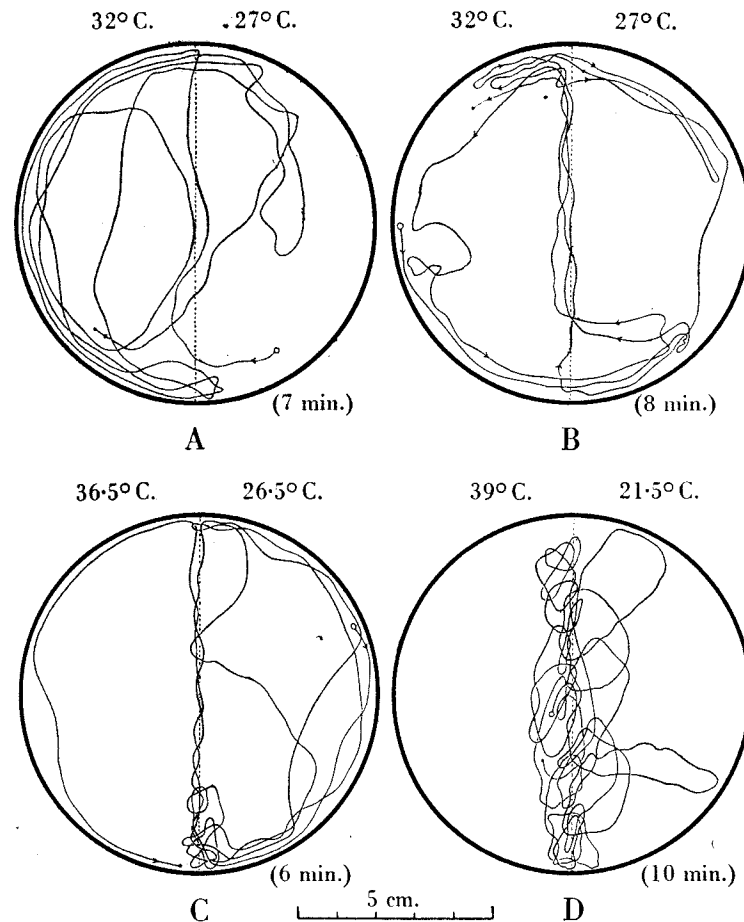 32° C. 27° C. 32° C. 27° C.
(7 min.) (8 min.)
A B
36·5° C. 26·5° C. 39° C. 21·5° C.
(6 min.) (10 min.)
C 5 cm. D